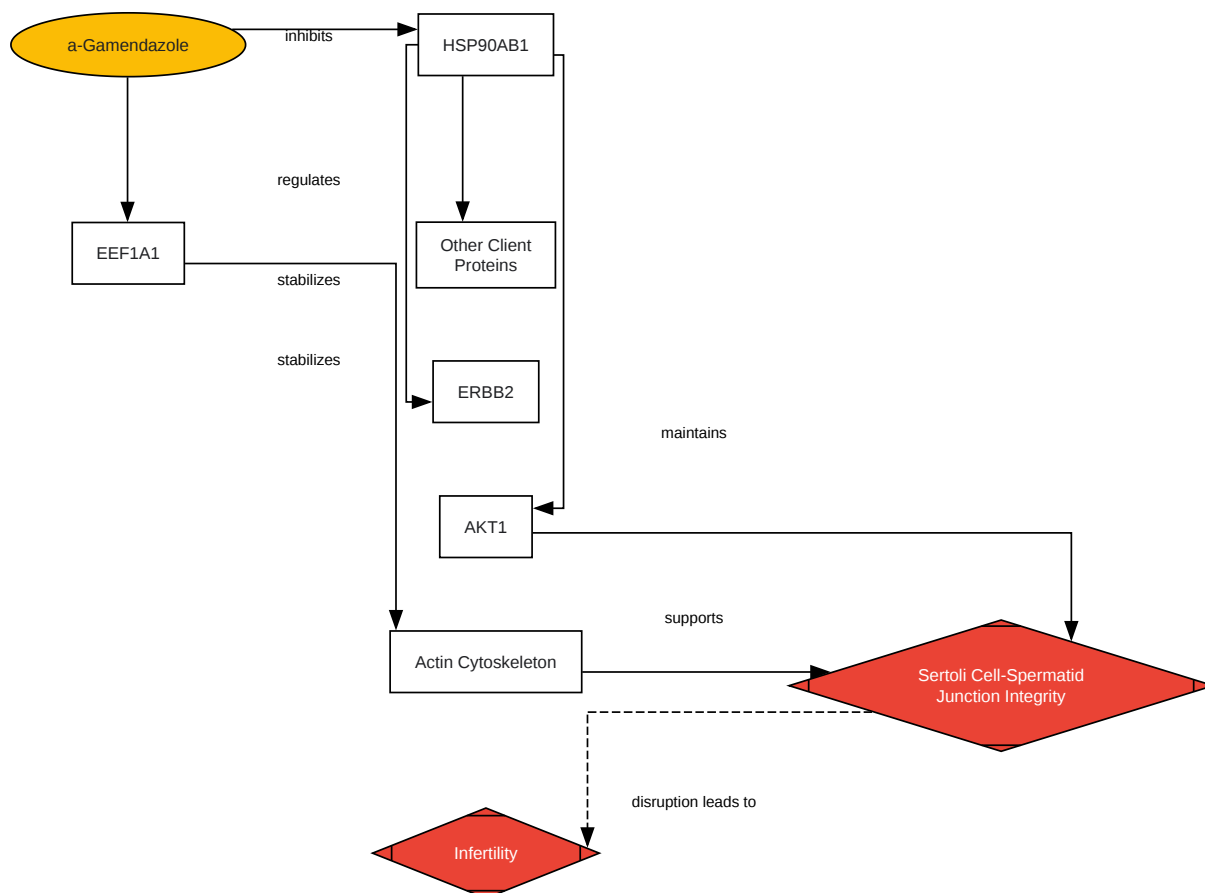 a-Gamendazole
inhibits
HSP90AB1
regulates
EEF1A1
Other Client
Proteins
stabilizes
stabilizes
ERBB2
maintains
AKT1
supports
Actin Cytoskeleton
Sertoli Cell-Spermatid
Junction Integrity
disruption leads to
Infertility